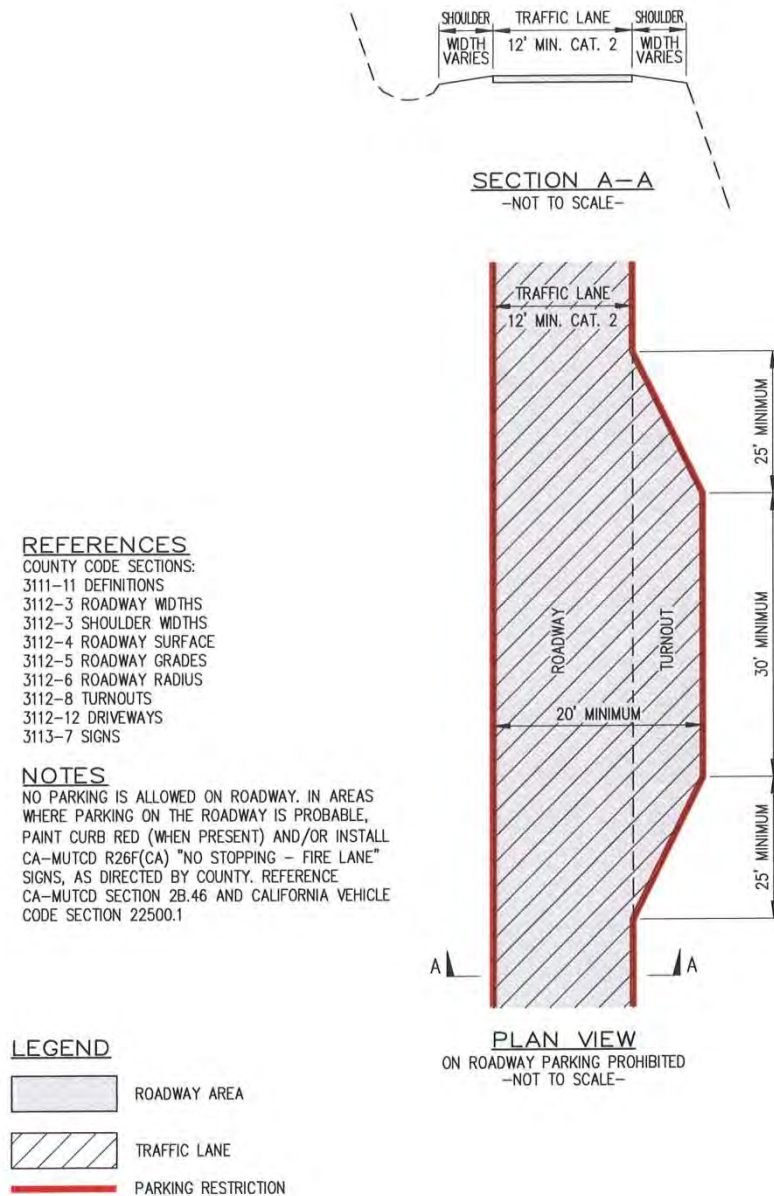 SHOULDER TRAFFIC LANE SHOULDER
WIDTH VARIES 12' MIN. CAT. 2 WIDTH VARIES
SECTION A-A
-NOT TO SCALE-
TRAFFIC LANE
12' MIN. CAT. 2
25' MINIMUM
30' MINIMUM
ROADWAY
TURNOUT
20' MINIMUM
25' MINIMUM
A A
PLAN VIEW
ON ROADWAY PARKING PROHIBITED
-NOT TO SCALE-
REFERENCES
COUNTY CODE SECTIONS:
3111-11 DEFINITIONS
3112-3 ROADWAY WIDTHS
3112-3 SHOULDER WIDTHS
3112-4 ROADWAY SURFACE
3112-5 ROADWAY GRADES
3112-6 ROADWAY RADIUS
3112-8 TURNOUTS
3112-12 DRIVEWAYS
3113-7 SIGNS
NOTES
NO PARKING IS ALLOWED ON ROADWAY. IN AREAS
WHERE PARKING ON THE ROADWAY IS PROBABLE,
PAINT CURB RED (WHEN PRESENT) AND/OR INSTALL
CA-MUTCD R26F(CA) "NO STOPPING - FIRE LANE"
SIGNS, AS DIRECTED BY COUNTY. REFERENCE
CA-MUTCD SECTION 2B.46 AND CALIFORNIA VEHICLE
CODE SECTION 22500.1
LEGEND
ROADWAY AREA
TRAFFIC LANE
PARKING RESTRICTION